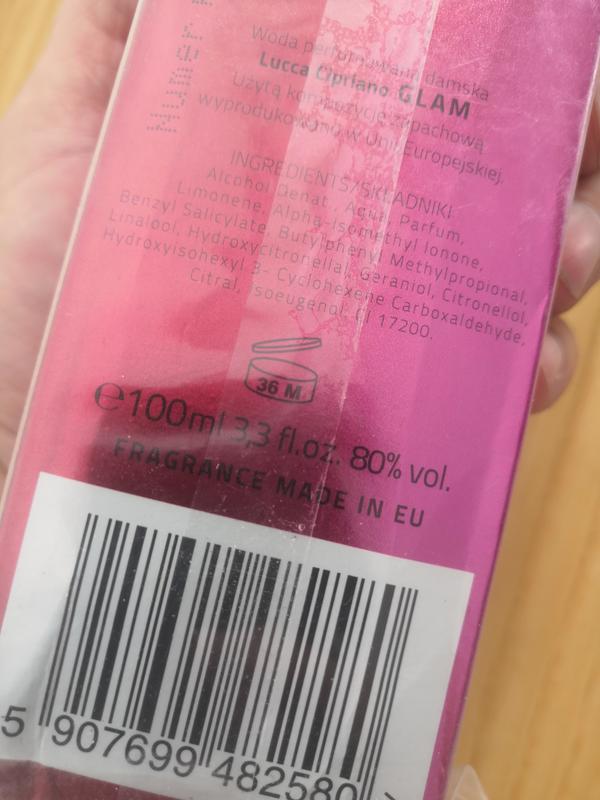 Woda perfumowana damska
Lucca Cipriano GLAM
Użytą kompozycję zapachową
wyprodukowano w Unii Europejskiej.
INGREDIENTS/SKŁADNIKI
Alcohol Denat., Aqua, Parfum,
Limonene, Alpha-Isomethyl Ionone,
Benzyl Salicylate, Butylphenyl Methylpropional,
Linalool, Hydroxycitronellal, Geraniol, Citronellol,
Hydroxyisohexyl 3- Cyclohexene Carboxaldehyde,
Citral, Isoeugenol, CI 17200.
36 M
℮100ml 3,3 fl.oz. 80% vol.
FRAGRANCE MADE IN EU
5 907699 482580 >